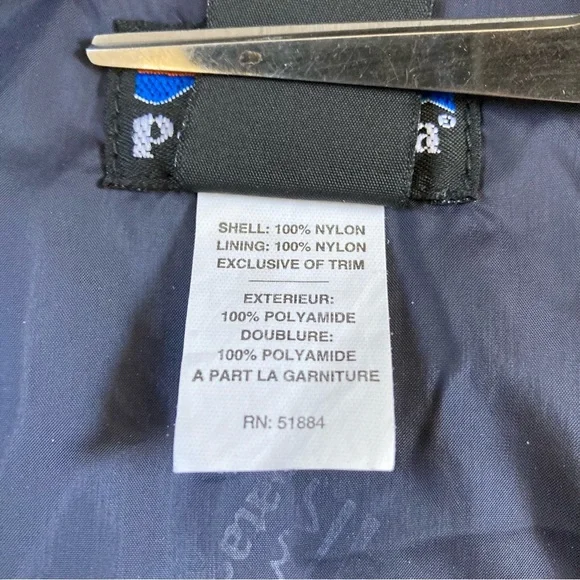 SHELL: 100% NYLON
LINING: 100% NYLON
EXCLUSIVE OF TRIM
EXTERIEUR:
100% POLYAMIDE
DOUBLURE:
100% POLYAMIDE
A PART LA GARNITURE
RN: 51884